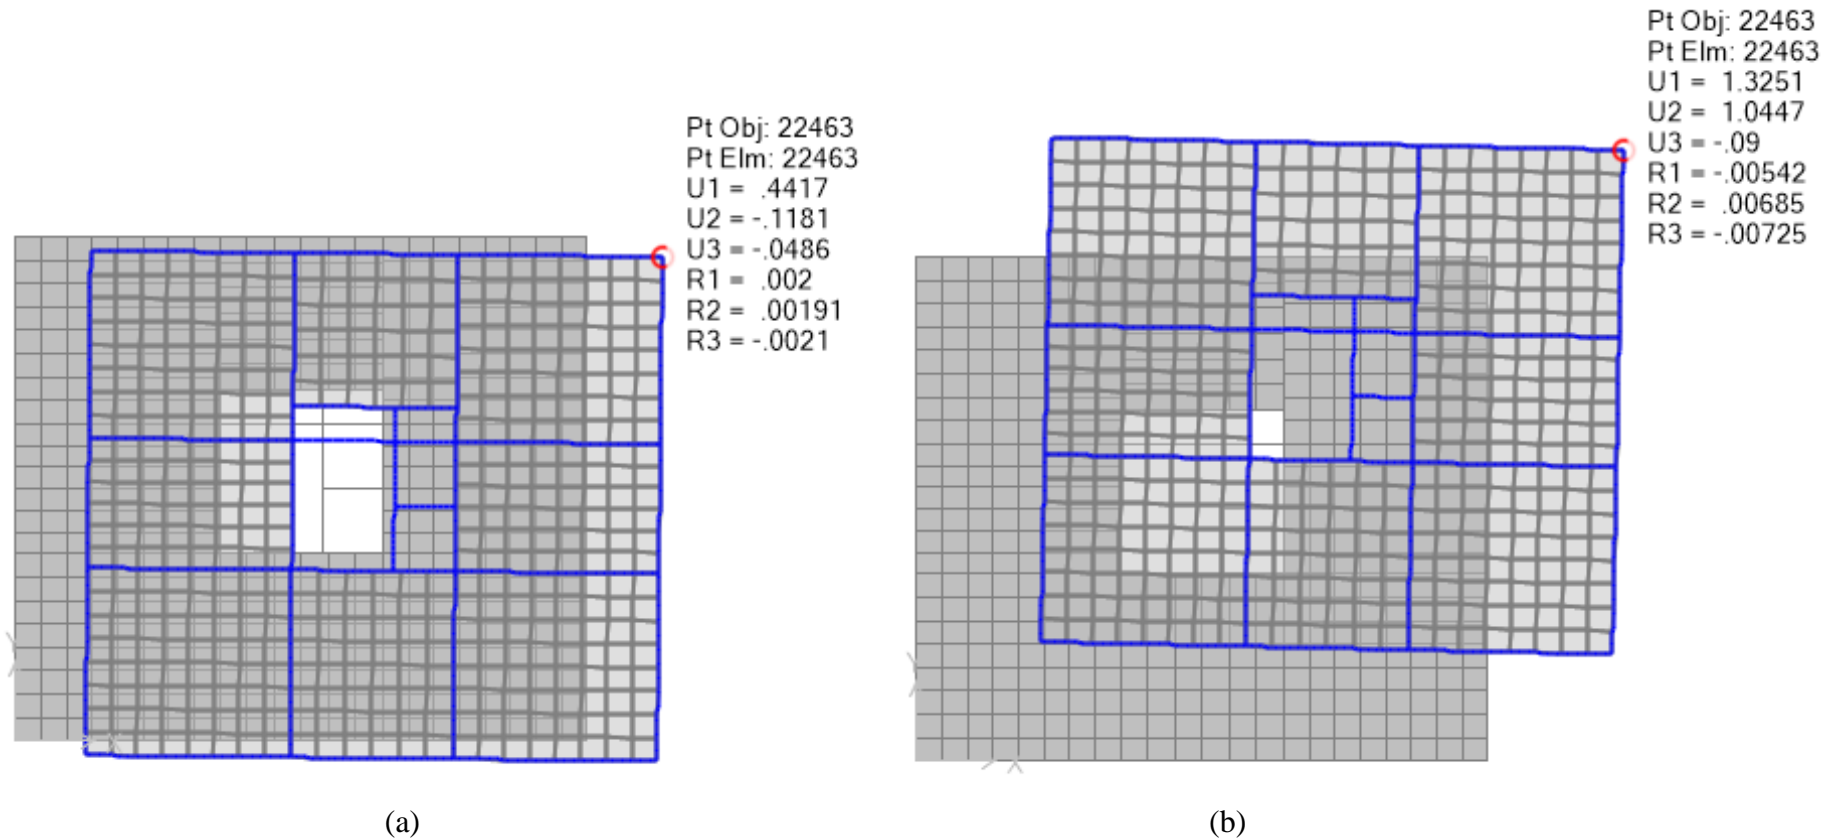 Pt Obj: 22463
Pt Elm: 22463
U1 = .4417
U2 = -.1181
U3 = -.0486
R1 = .002
R2 = .00191
R3 = -.0021
Pt Obj: 22463
Pt Elm: 22463
U1 = 1.3251
U2 = 1.0447
U3 = -.09
R1 = -.00542
R2 = .00685
R3 = -.00725
X
X
(a)
(b)